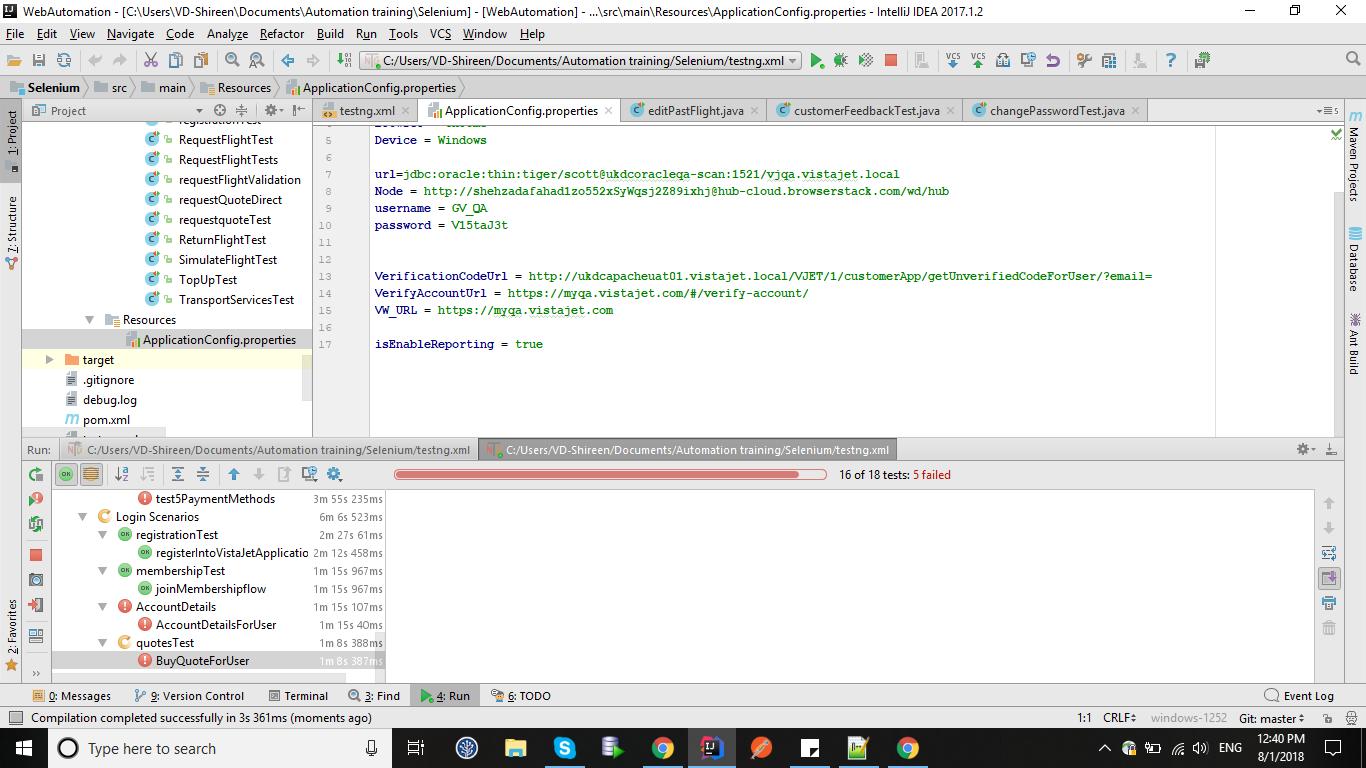 WebAutomation - [C:\Users\VD-Shireen\Documents\Automation training\Selenium] - [WebAutomation] - ...\src\main\Resources\ApplicationConfig.properties - IntelliJ IDEA 2017.1.2
File Edit View Navigate Code Analyze Refactor Build Run Tools VCS Window Help
C:/Users/VD-Shireen/Documents/Automation training/Selenium/testng.xml VCS VCS
Selenium src main Resources ApplicationConfig.properties
Project testng.xml ApplicationConfig.properties editPastFlight.java customerFeedbackTest.java changePasswordTest.java
1: Project
7: Structure
2: Favorites
Maven Projects
Database
Ant Build
registrationTest
RequestFlightTest
RequestFlightTests
requestFlightValidation
requestQuoteDirect
requestquoteTest
ReturnFlightTest
SimulateFlightTest
TopUpTest
TransportServicesTest
Resources
ApplicationConfig.properties
target
.gitignore
debug.log
pom.xml
5 Device = Windows
6
7 url=jdbc:oracle:thin:tiger/scott@ukdcoracleqa-scan:1521/vjqa.vistajet.local
8 Node = http://shehzadafahad1zo552xSyWqsj2Z89ixhj@hub-cloud.browserstack.com/wd/hub
9 username = GV_QA
10 password = V15taJ3t
11
12
13 VerificationCodeUrl = http://ukdcapacheuat01.vistajet.local/VJET/1/customerApp/getUnverifiedCodeForUser/?email=
14 VerifyAccountUrl = https://myqa.vistajet.com/#/verify-account/
15 VW_URL = https://myqa.vistajet.com
16
17 isEnableReporting = true
Run: C:/Users/VD-Shireen/Documents/Automation training/Selenium/testng.xml C:/Users/VD-Shireen/Documents/Automation training/Selenium/testng.xml
16 of 18 tests: 5 failed
test5PaymentMethods 3m 55s 235ms
Login Scenarios 6m 6s 523ms
registrationTest 2m 27s 61ms
registerIntoVistaJetApplicatio 2m 12s 458ms
membershipTest 1m 15s 967ms
joinMembershipflow 1m 15s 967ms
AccountDetails 1m 15s 107ms
AccountDetailsForUser 1m 15s 40ms
quotesTest 1m 8s 388ms
BuyQuoteForUser 1m 8s 387ms
0: Messages 9: Version Control Terminal 3: Find 4: Run 6: TODO Event Log
Compilation completed successfully in 3s 361ms (moments ago) 1:1 CRLF windows-1252 Git: master
Type here to search ENG 12:40 PM
8/1/2018